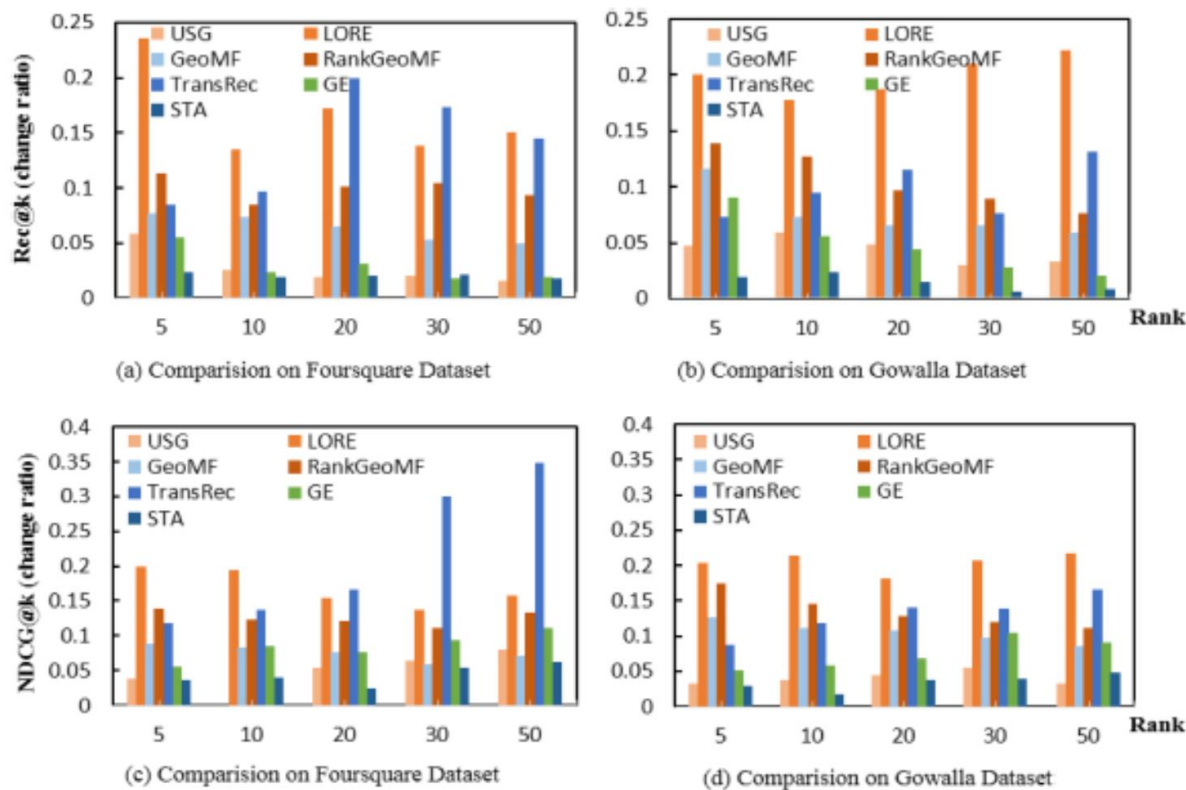 0.25
USG LORE
GeoMF RankGeoMF
0.2
TransRec GE
STA
0.15
0.1
0.05
0
Rec@k (change ratio)
5 10 20 30 50
(a) Comparision on Foursquare Dataset
0.25
USG LORE
GeoMF RankGeoMF
0.2
TransRec GE
STA
0.15
0.1
0.05
0
5 10 20 30 50
Rank
(b) Comparision on Gowalla Dataset
0.4
USG LORE
0.35
GeoMF RankGeoMF
0.3
TransRec GE
STA
0.25
0.2
0.15
0.1
0.05
0
NDCG@k (change ratio)
5 10 20 30 50
(c) Comparision on Foursquare Dataset
0.4
USG LORE
0.35
GeoMF RankGeoMF
0.3
TransRec GE
STA
0.25
0.2
0.15
0.1
0.05
0
5 10 20 30 50
Rank
(d) Comparision on Gowalla Dataset